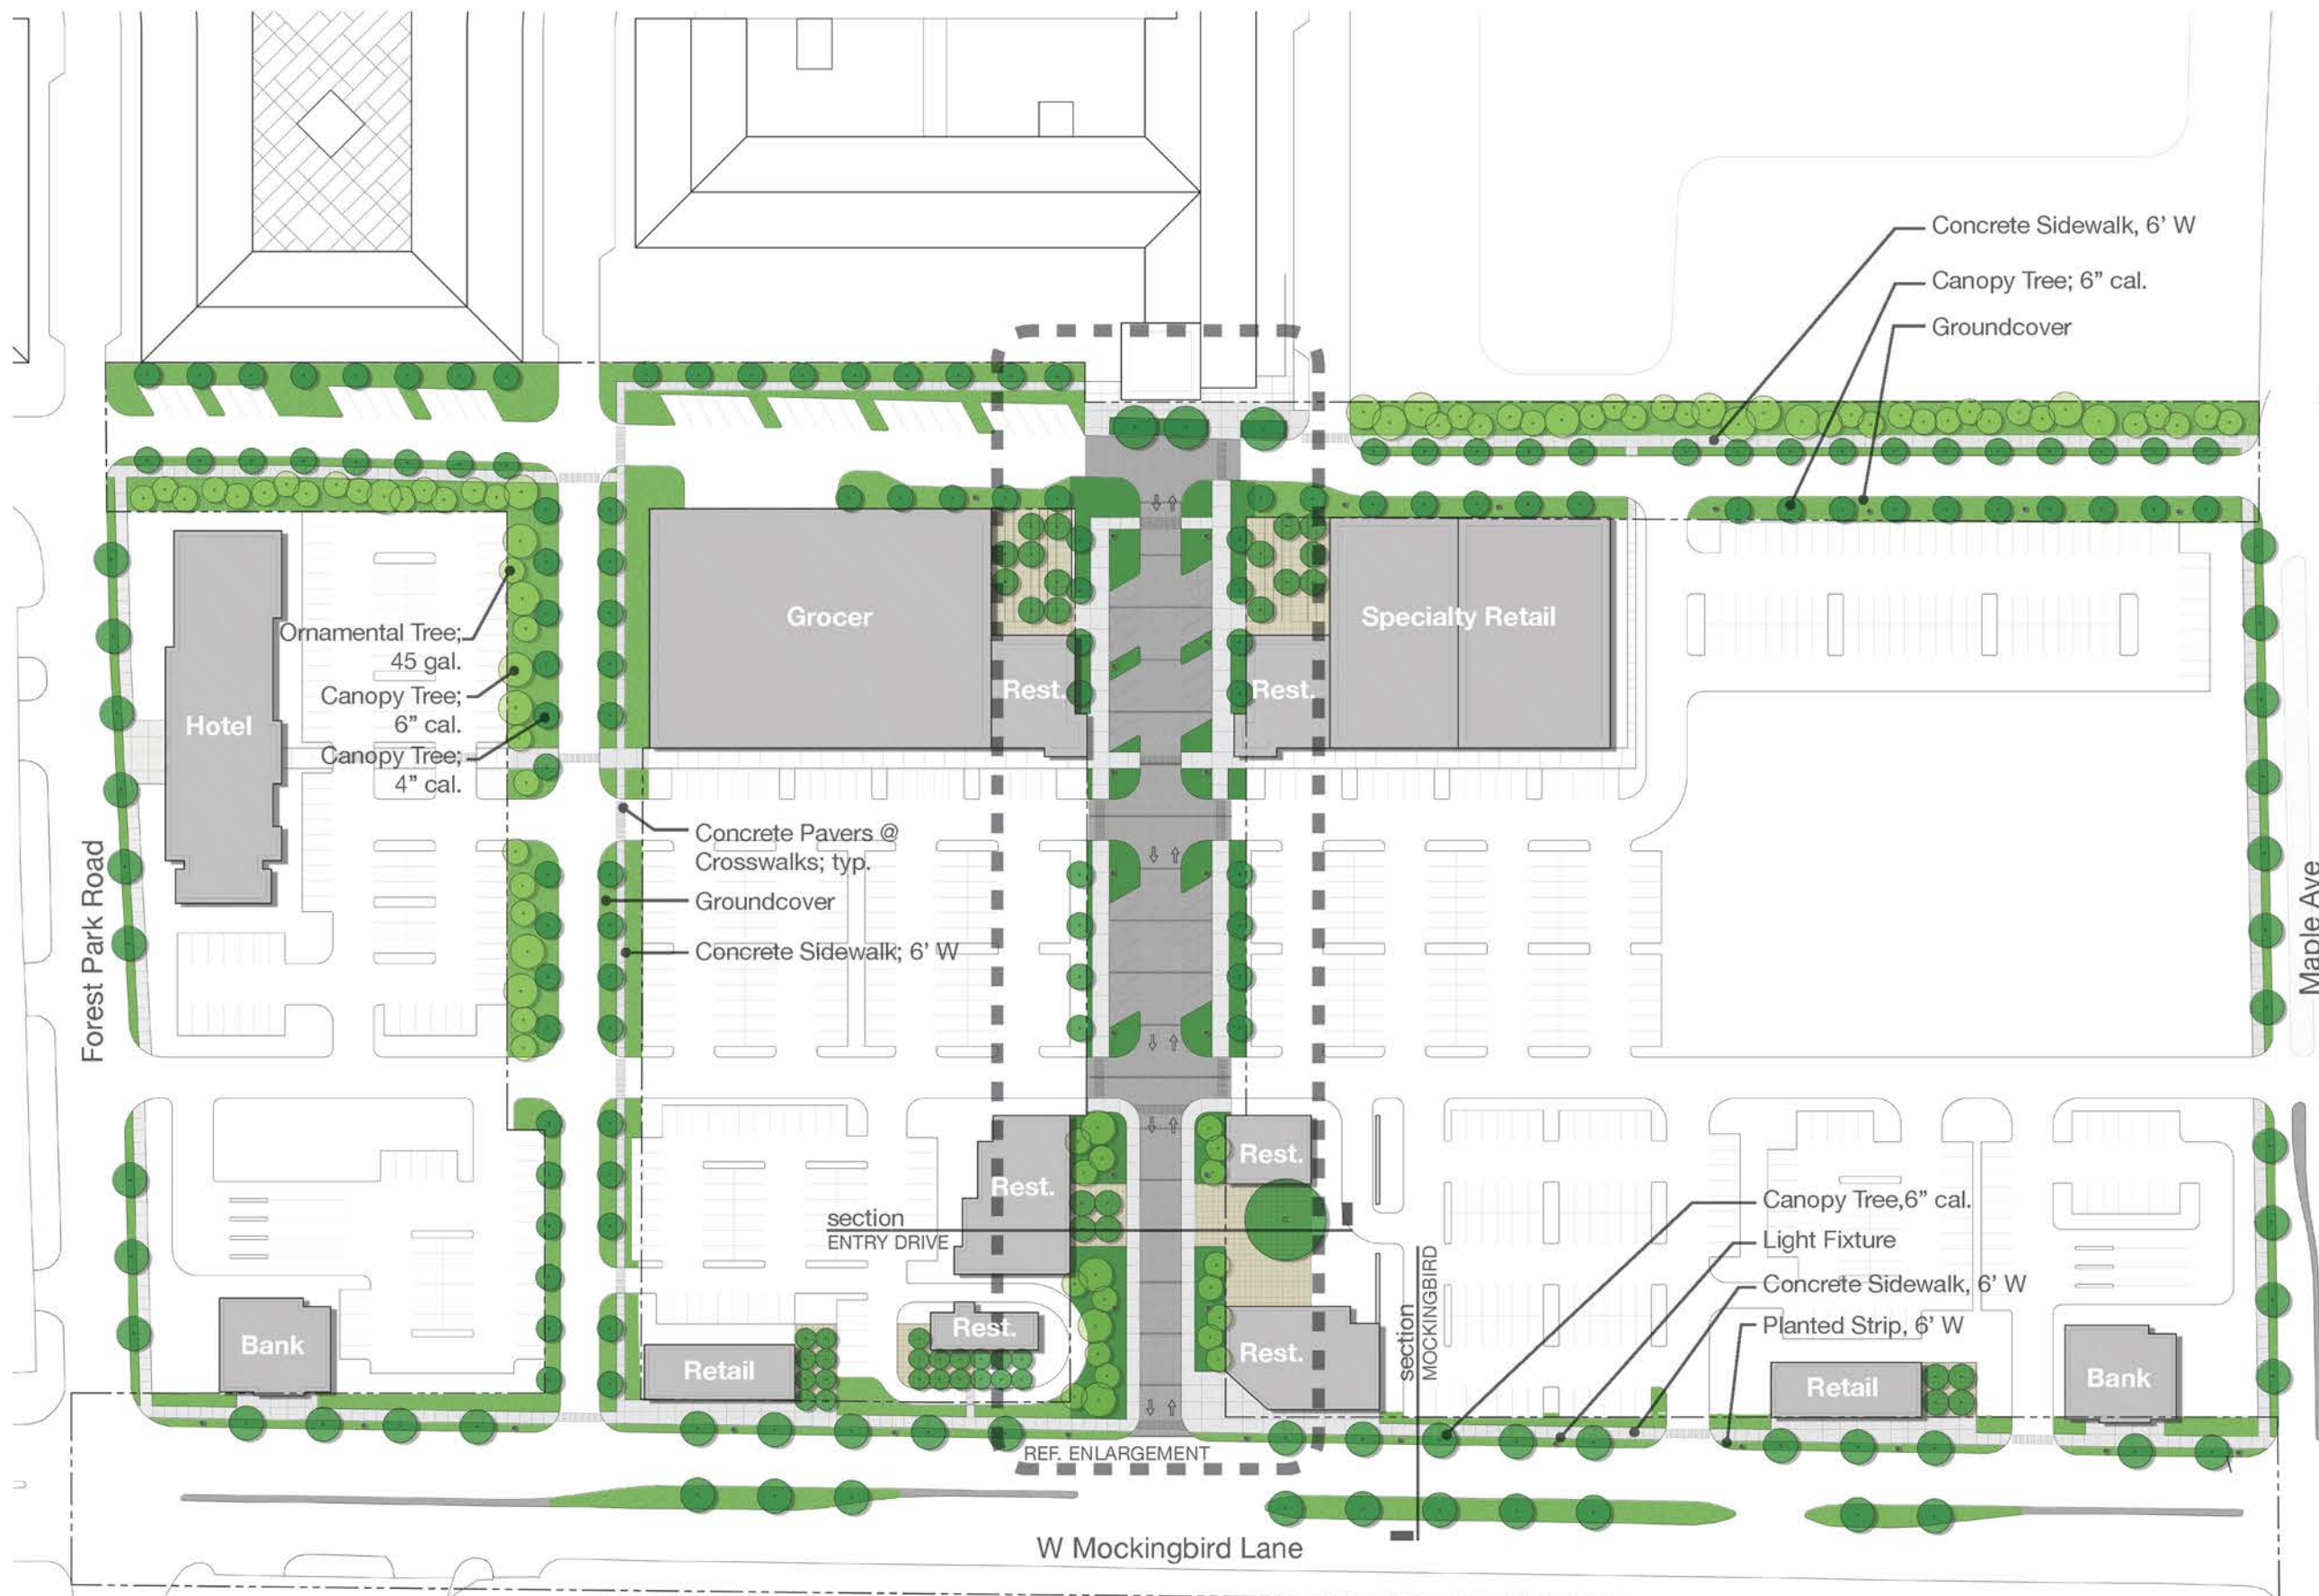 Concrete Sidewalk, 6’ W
Canopy Tree; 6” cal.
Groundcover
Grocer
Specialty Retail
Ornamental Tree;
45 gal.
Canopy Tree;
6” cal.
Canopy Tree;
4” cal.
Hotel
Rest.
Rest.
Concrete Pavers @
Crosswalks; typ.
Groundcover
Concrete Sidewalk; 6’ W
Forest Park Road
Maple Ave
Rest.
Rest.
section
ENTRY DRIVE
Canopy Tree,6” cal.
Light Fixture
Concrete Sidewalk, 6’ W
Planted Strip, 6’ W
section
MOCKINGBIRD
Bank
Retail
Rest.
Rest.
Retail
Bank
REF. ENLARGEMENT
W Mockingbird Lane